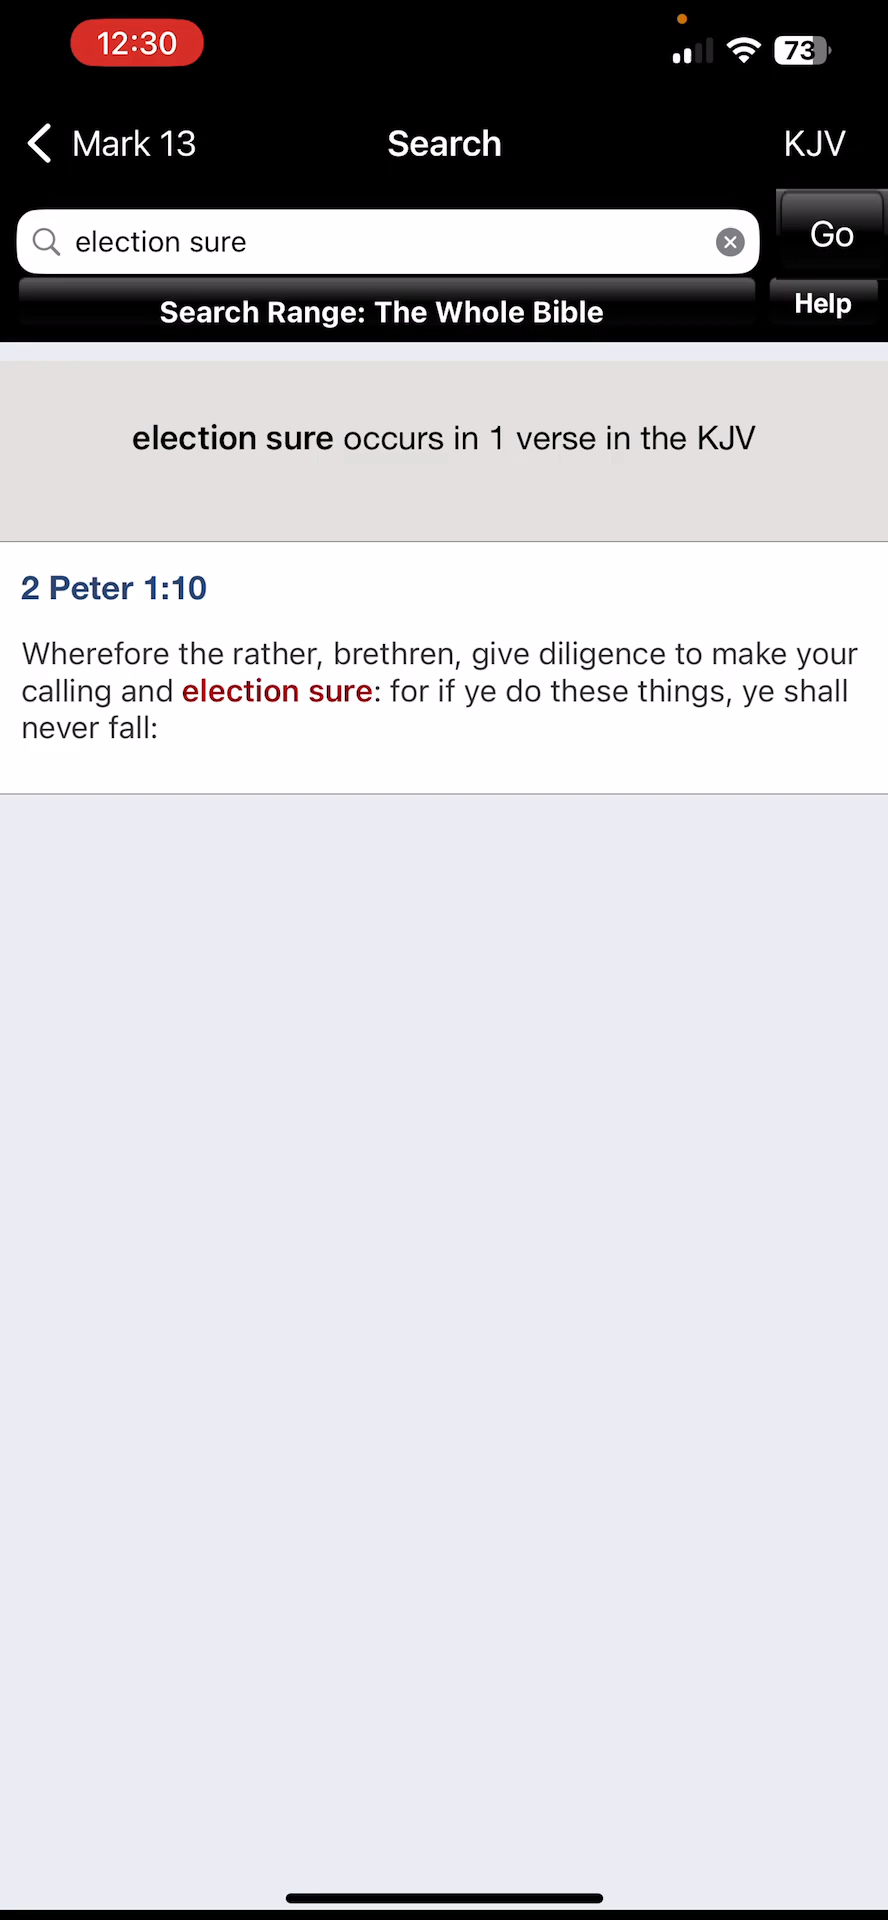 12:30
73
Mark 13 Search KJV
election sure
Go
Search Range: The Whole Bible
Help
election sure occurs in 1 verse in the KJV
2 Peter 1:10
Wherefore the rather, brethren, give diligence to make your
calling and election sure: for if ye do these things, ye shall
never fall: